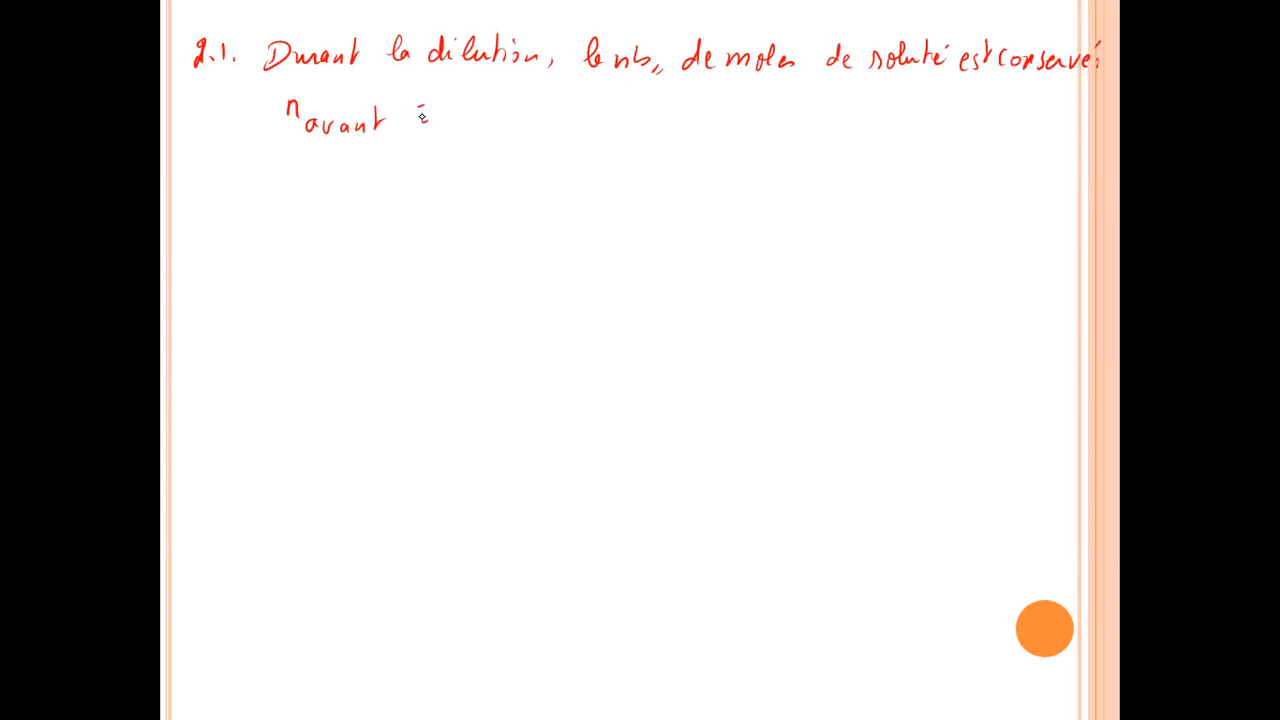 2.1. Durant la dilution, le nb,, de moles de soluté est conservé.
n avant =